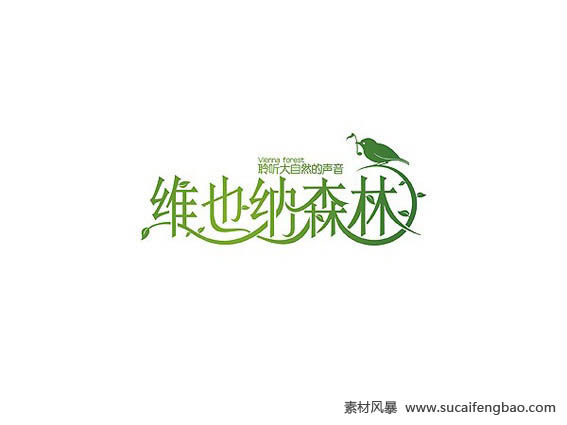 Vienna forest
聆听大自然的声音
维也纳森林
素材风暴 www.sucaifengbao.com